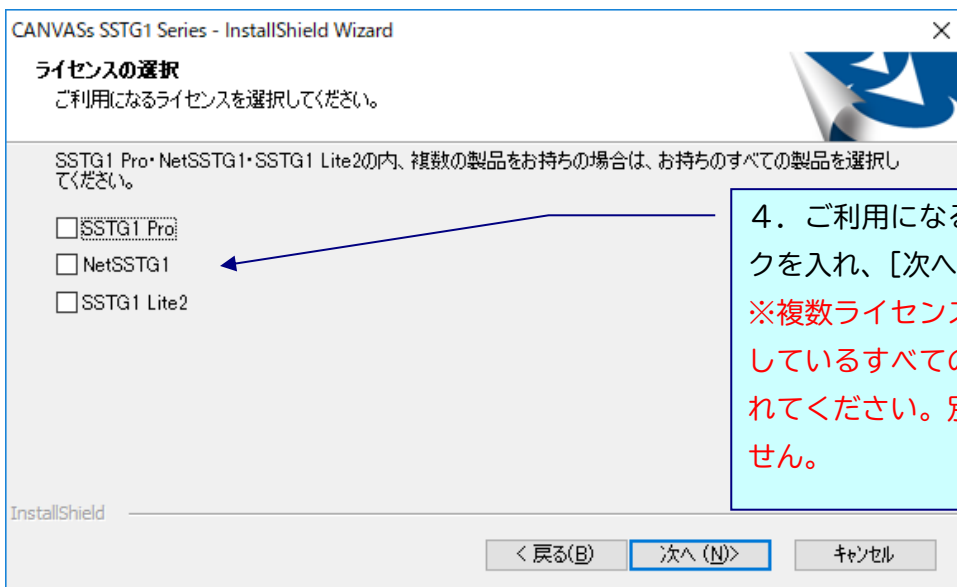 CANVASs SSTG1 Series - InstallShield Wizard
ライセンスの選択
ご利用になるライセンスを選択してください。
SSTG1 Pro・NetSSTG1・SSTG1 Lite2の内、複数の製品をお持ちの場合は、お持ちのすべての製品を選択し
てください。
SSTG1 Pro
NetSSTG1
SSTG1 Lite2
4．ご利用になる
クを入れ、[次へ
※複数ライセンス
しているすべての
れてください。別
せん。
InstallShield
< 戻る(B)
次へ (N)>
キャンセル